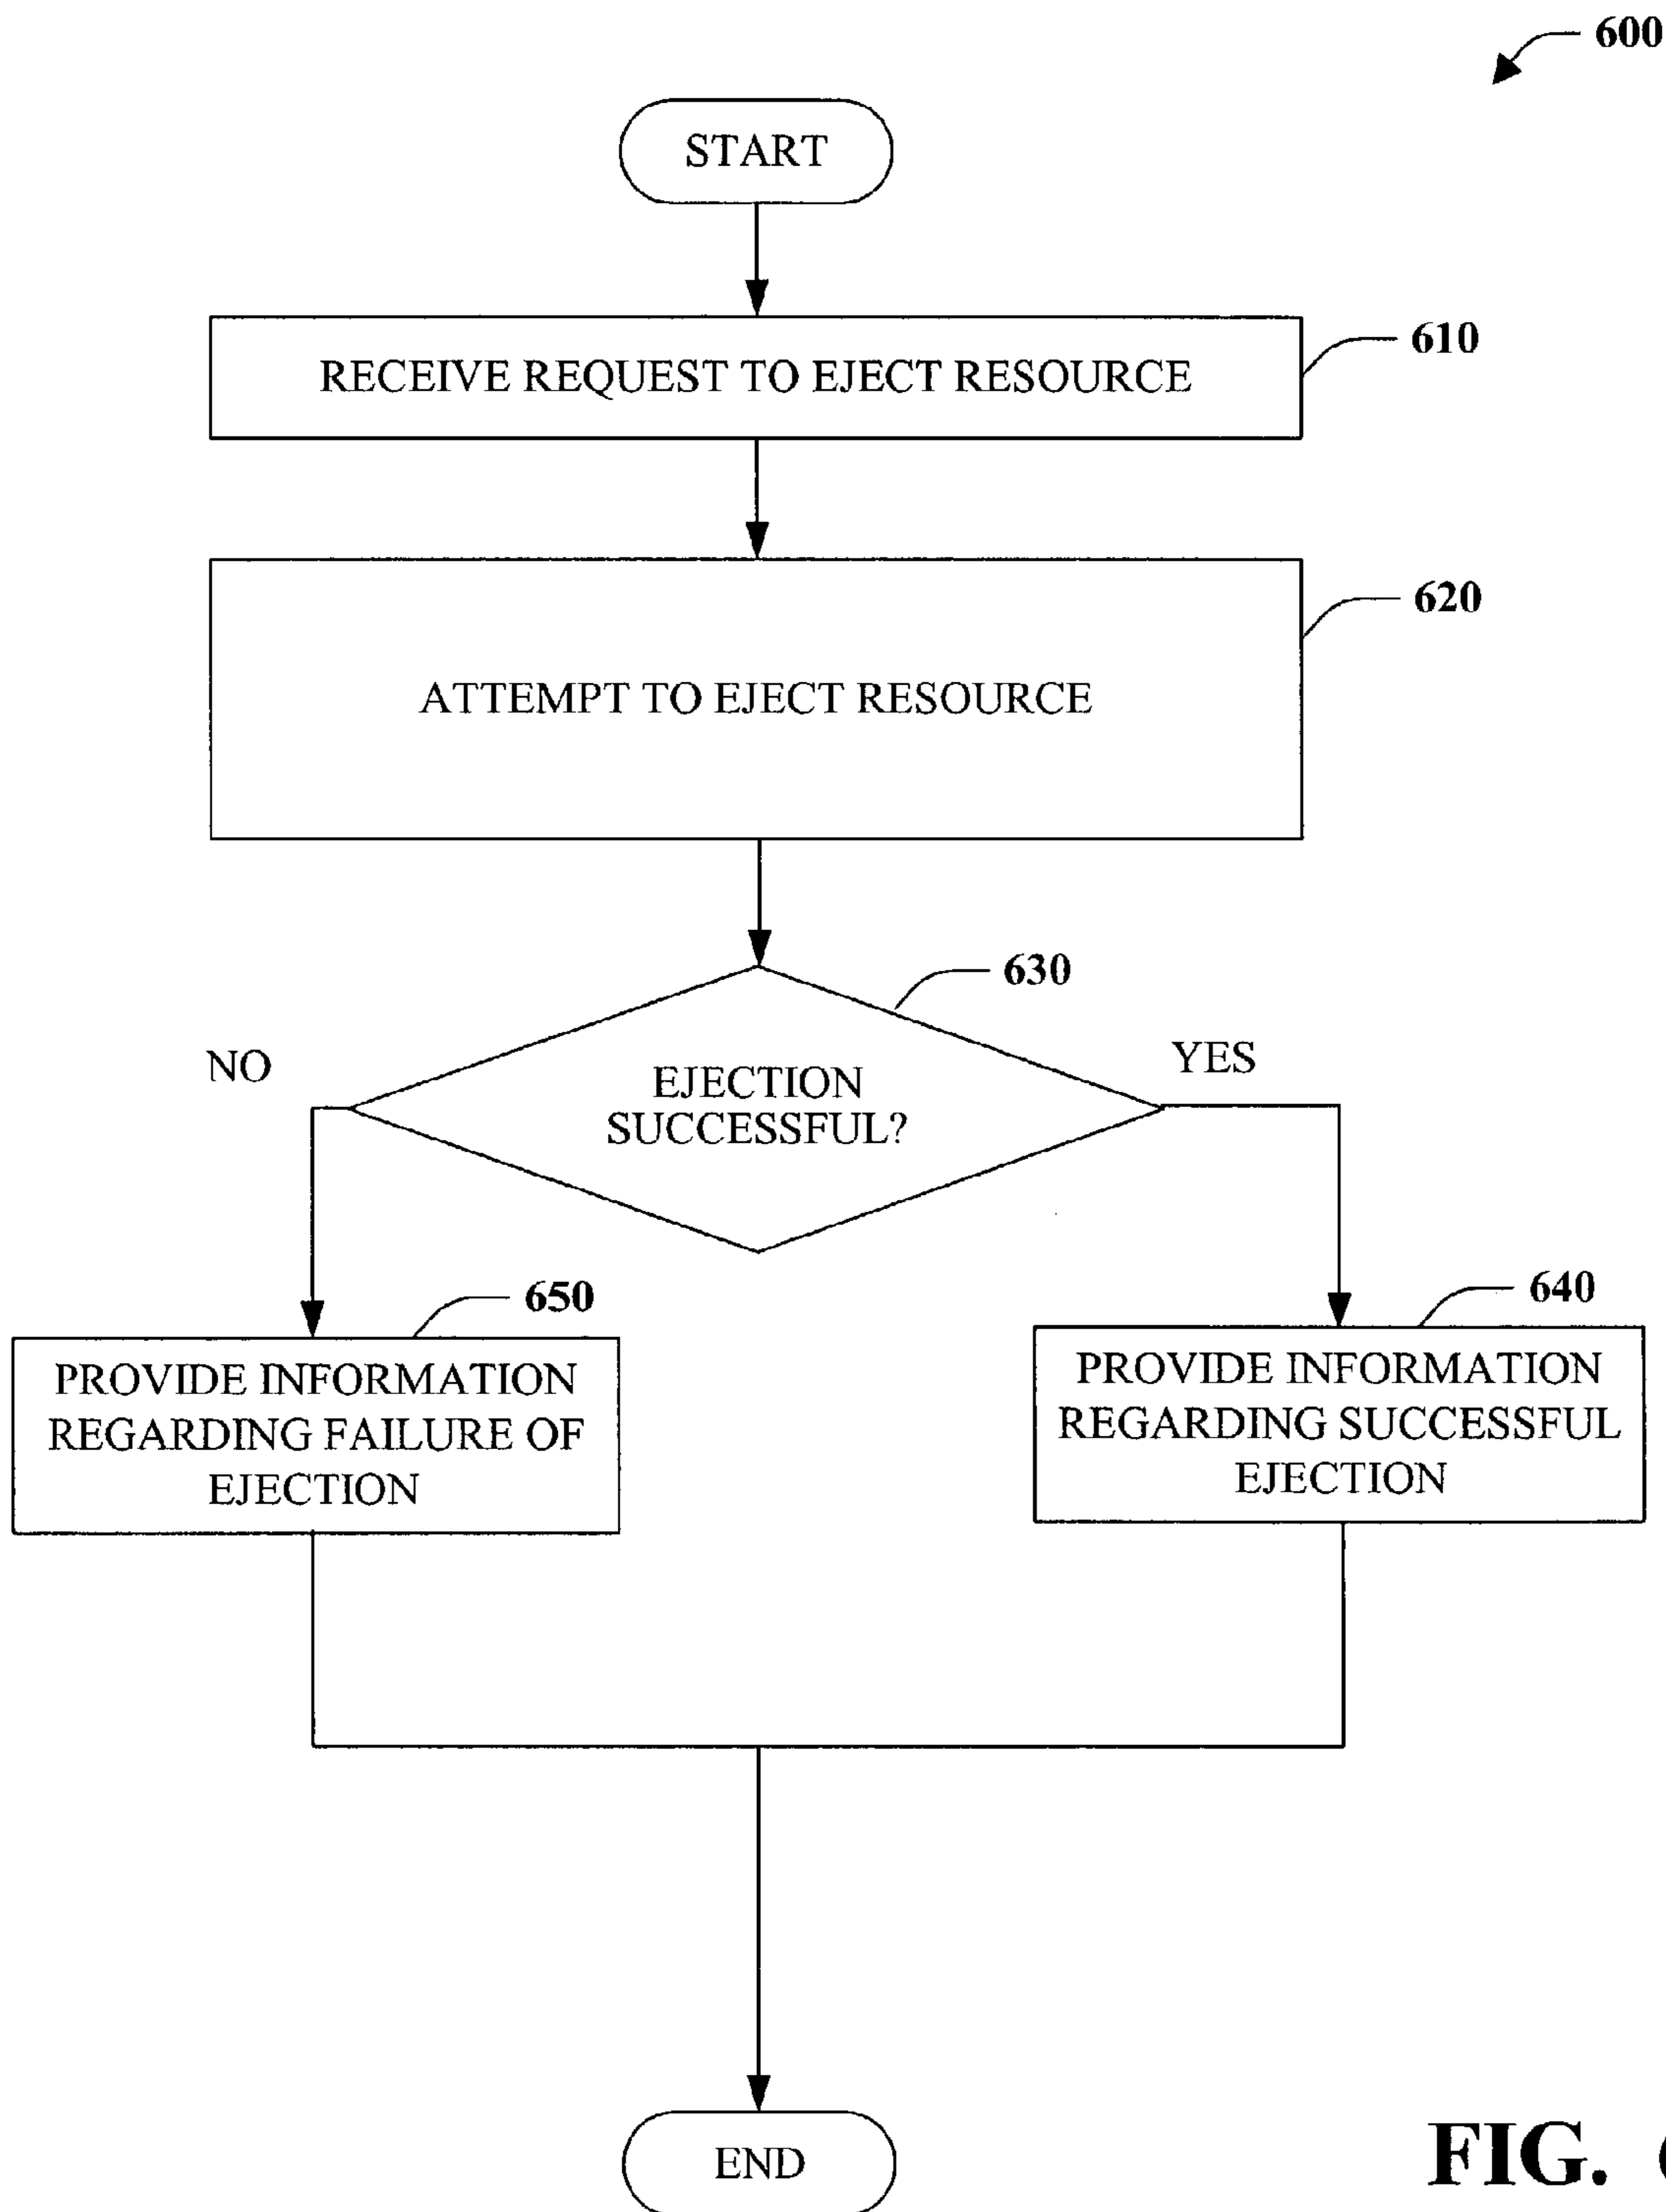 600
START
RECEIVE REQUEST TO EJECT RESOURCE
610
ATTEMPT TO EJECT RESOURCE
620
630
NO
EJECTION
SUCCESSFUL?
YES
650
PROVIDE INFORMATION
REGARDING FAILURE OF
EJECTION
640
PROVIDE INFORMATION
REGARDING SUCCESSFUL
EJECTION
END
FIG.